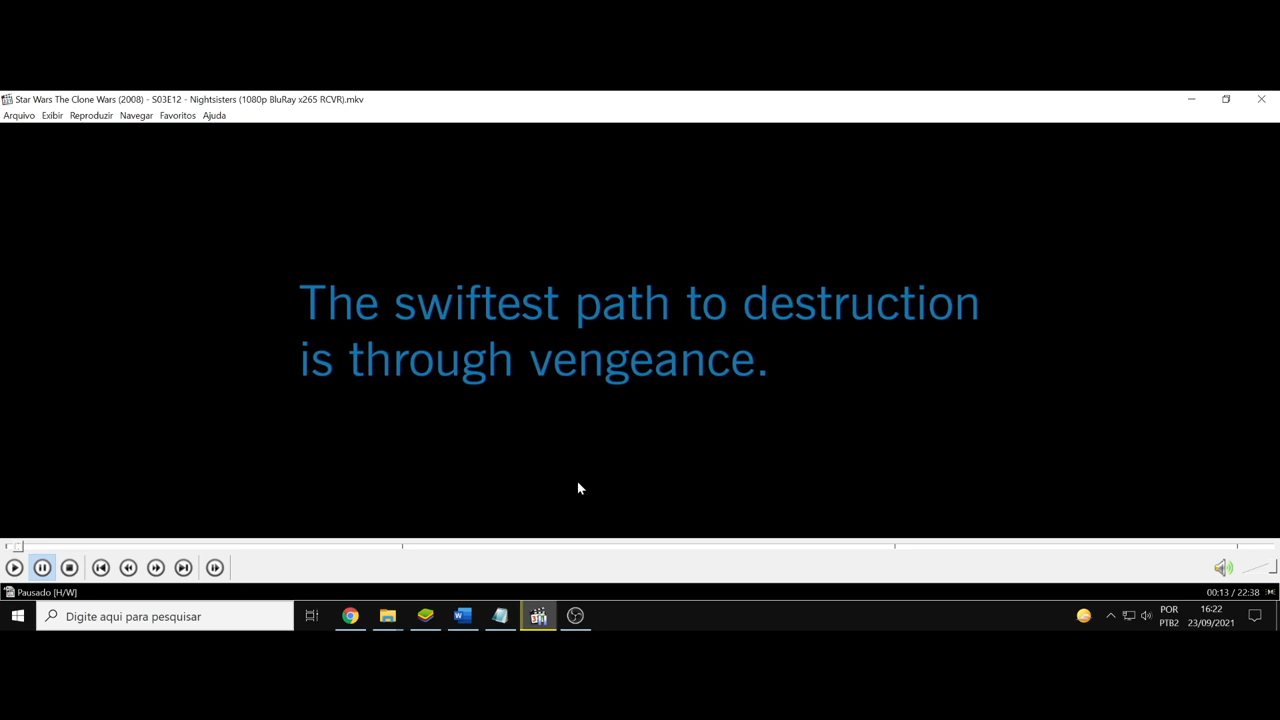 Star Wars The Clone Wars (2008) - S03E12 - Nightsisters (1080p BluRay x265 RCVR).mkv
Arquivo Exibir Reproduzir Navegar Favoritos Ajuda
The swiftest path to destruction
is through vengeance.
Pausado [H/W]
00:13 / 22:38
Digite aqui para pesquisar
POR
PTB2
16:22
23/09/2021